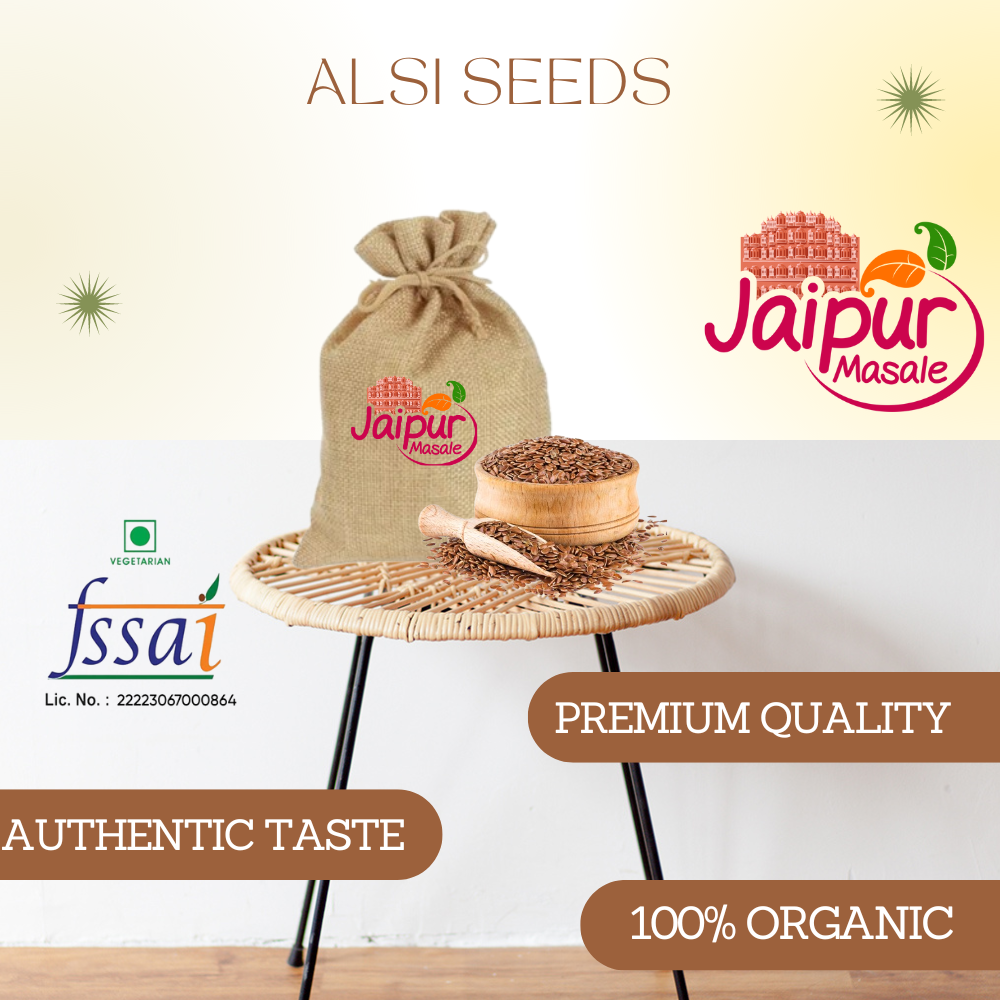 ALSI SEEDS
Jaipur
Masale
Jaipur
Masale
VEGETARIAN
fssai
Lic. No. : 22223067000864
PREMIUM QUALITY
AUTHENTIC TASTE
100% ORGANIC